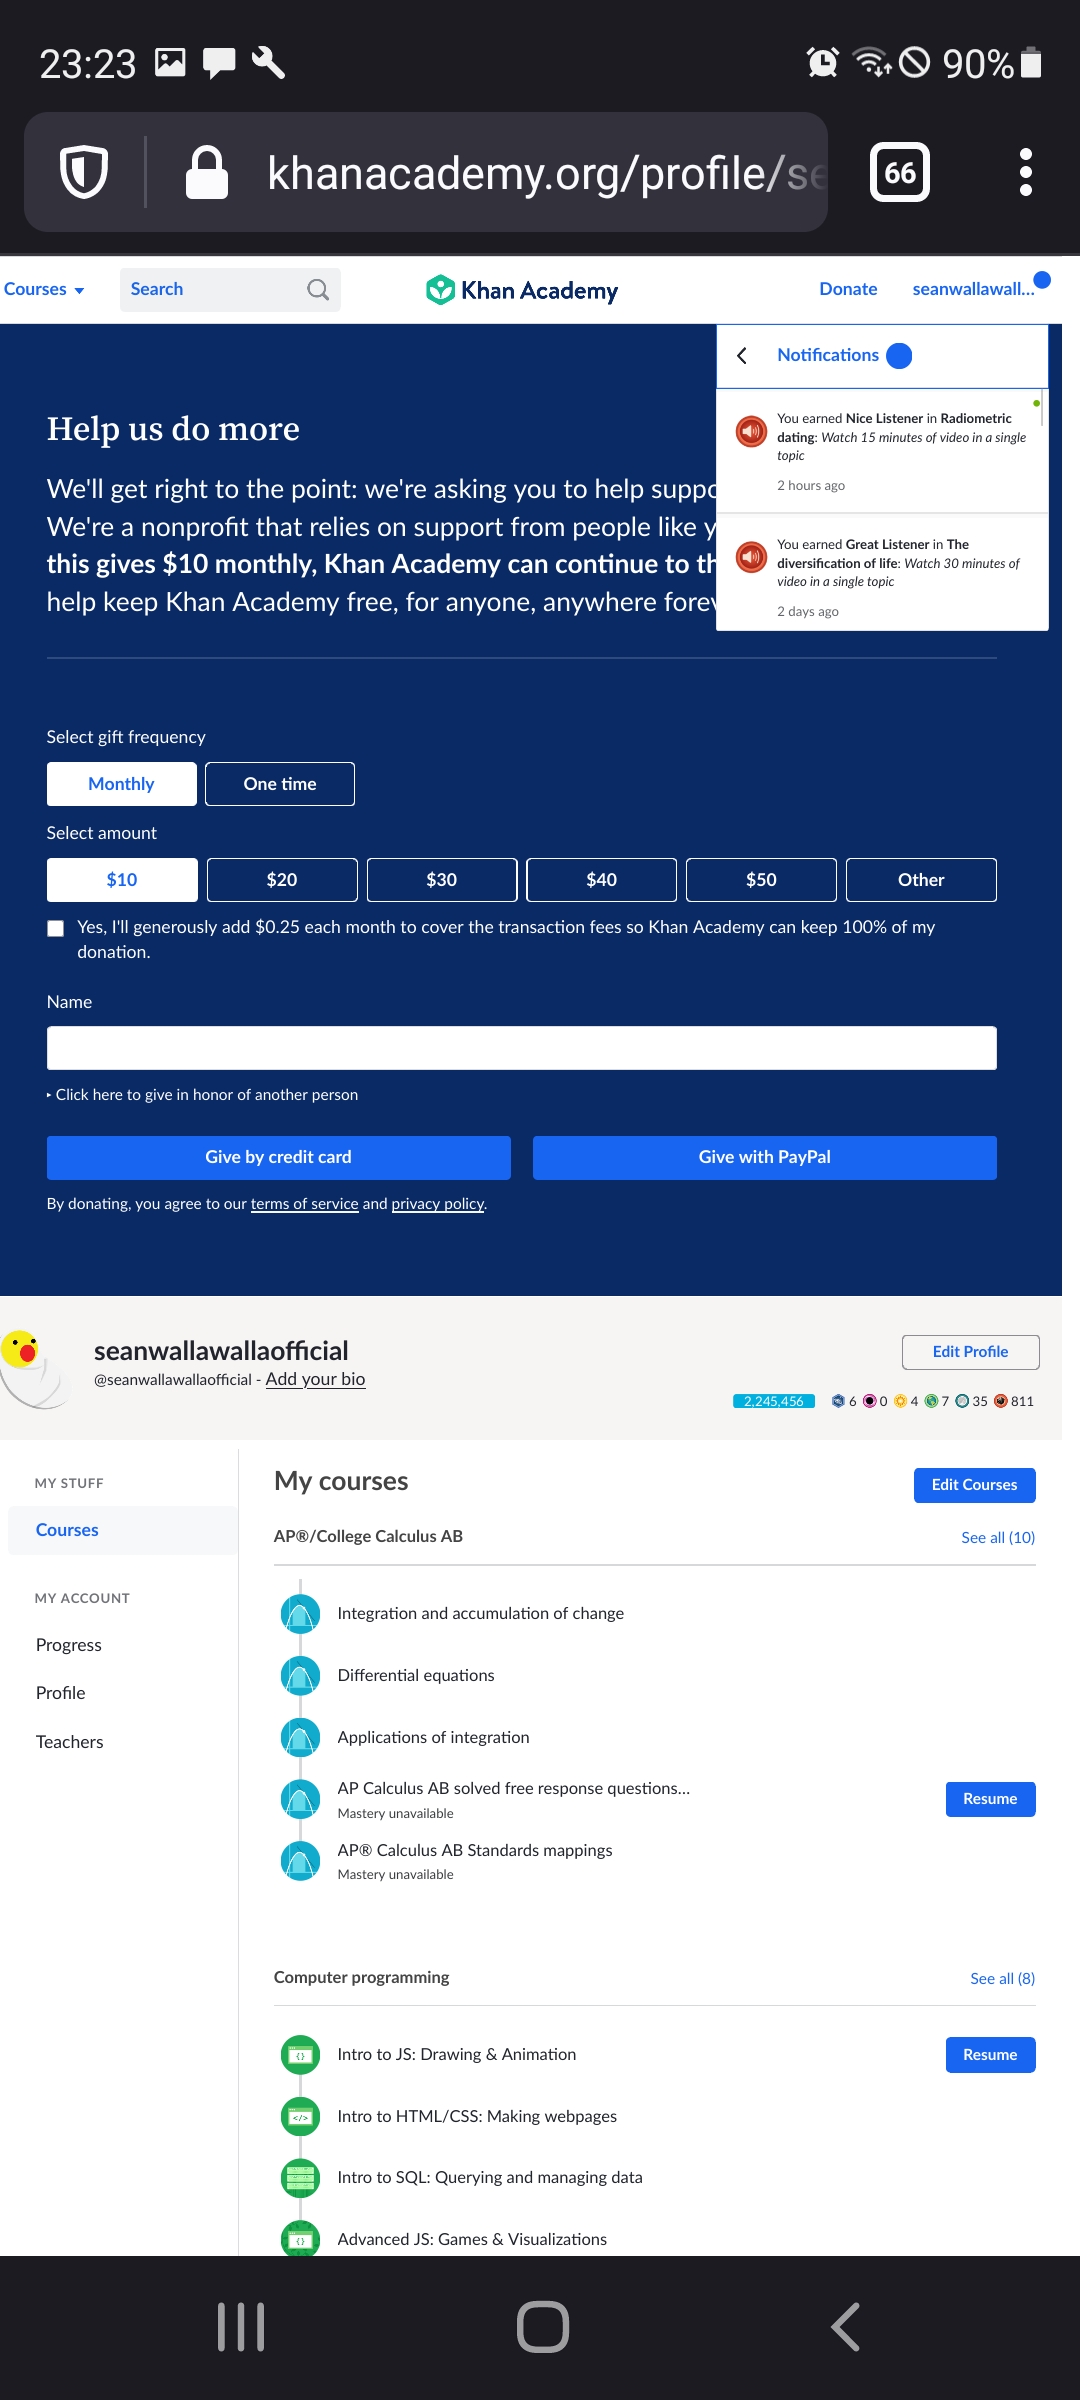 23:23
90%
khanacademy.org/profile/se
66
Courses
Search
Khan Academy
Donate
seanwallawall...
Notifications
You earned Nice Listener in Radiometric
dating: Watch 15 minutes of video in a single
topic
2 hours ago
You earned Great Listener in The
diversification of life: Watch 30 minutes of
video in a single topic
2 days ago
Help us do more
We'll get right to the point: we're asking you to help suppo
We're a nonprofit that relies on support from people like y
this gives $10 monthly, Khan Academy can continue to th
help keep Khan Academy free, for anyone, anywhere forev
Select gift frequency
Monthly
One time
Select amount
$10
$20
$30
$40
$50
Other
Yes, I'll generously add $0.25 each month to cover the transaction fees so Khan Academy can keep 100% of my
donation.
Name
‣ Click here to give in honor of another person
Give by credit card
Give with PayPal
By donating, you agree to our terms of service and privacy policy.
seanwallawallaofficial
@seanwallawallaofficial - Add your bio
Edit Profile
2,245,456
6
0
4
7
35
811
MY STUFF
Courses
MY ACCOUNT
Progress
Profile
Teachers
My courses
Edit Courses
AP®/College Calculus AB
See all (10)
Integration and accumulation of change
Differential equations
Applications of integration
AP Calculus AB solved free response questions...
Mastery unavailable
Resume
AP® Calculus AB Standards mappings
Mastery unavailable
Computer programming
See all (8)
Intro to JS: Drawing & Animation
Resume
Intro to HTML/CSS: Making webpages
Intro to SQL: Querying and managing data
Advanced JS: Games & Visualizations